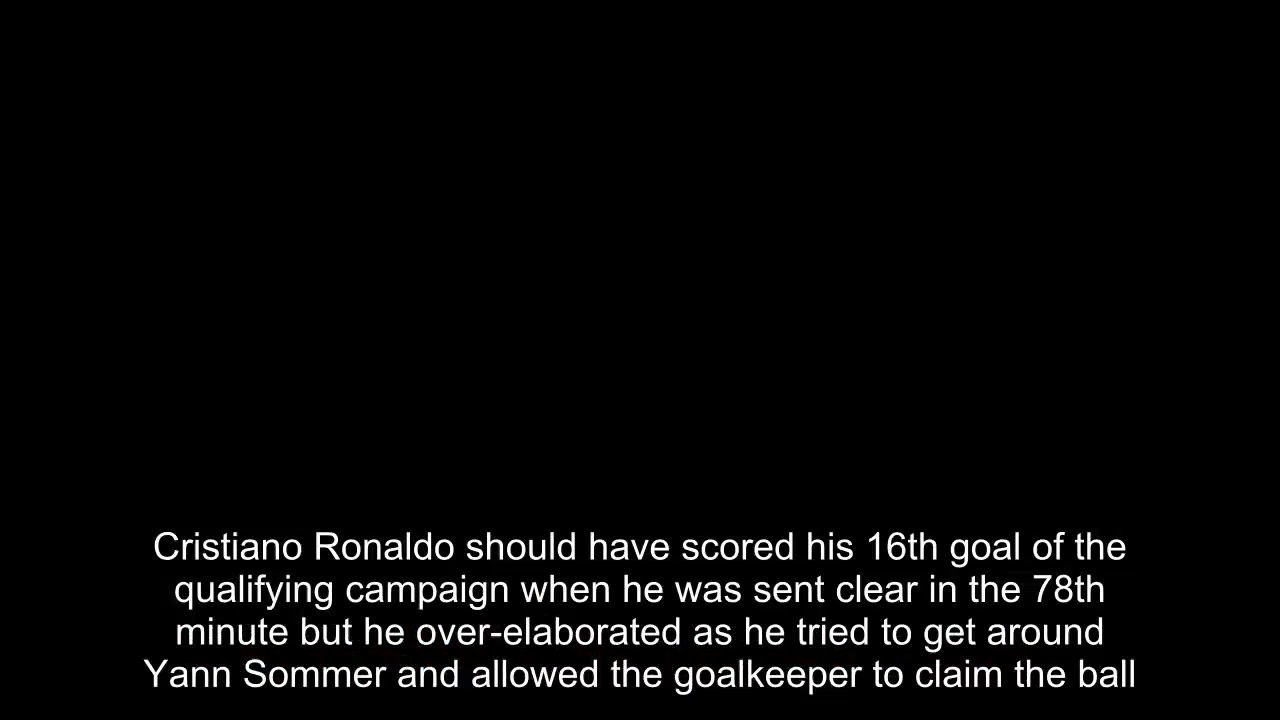 Cristiano Ronaldo should have scored his 16th goal of the
qualifying campaign when he was sent clear in the 78th
minute but he over-elaborated as he tried to get around
Yann Sommer and allowed the goalkeeper to claim the ball